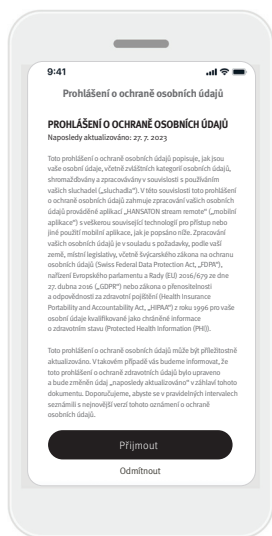 9:41
Prohlášení o ochraně osobních údajů
PROHLÁŠENÍ O OCHRANĚ OSOBNÍCH ÚDAJŮ
Naposledy aktualizováno: 27. 7. 2023
Toto prohlášení o ochraně osobních údajů popisuje, jak jsou
vaše osobní údaje, včetně zvláštních kategorií osobních údajů,
shromažďovány a zpracovávány v souvislosti s používáním
vašich sluchadel („sluchadla“). V této souvislosti toto prohlášení
o ochraně osobních údajů zahrnuje zpracování vašich osobních
údajů prováděné aplikací „HANSATON stream remote“ („mobilní
aplikace“) s veškerou související technologií pro přístup nebo
jiné použití mobilní aplikace, jak je popsáno níže. Zpracování
vašich osobních údajů je v souladu s požadavky, podle vaší
země, místní legislativy, včetně švýcarského zákona na ochranu
osobních údajů (Swiss Federal Data Protection Act, „FDPA“),
nařízení Evropského parlamentu a Rady (EU) 2016/679 ze dne
27. dubna 2016 („GDPR“) nebo zákona o přenositelnosti
a odpovědnosti za zdravotní pojištění (Health Insurance
Portability and Accountability Act, „HIPA“) z roku 1996 pro vaše
osobní údaje kvalifikované jako chráněné informace
o zdravotním stavu (Protected Health Information (PHI)).
Toto prohlášení o ochraně osobních údajů může být příležitostně
aktualizováno. V takovém případě vás budeme informovat, že
toto prohlášení o ochraně zdravotních údajů bylo upraveno
a bude změněn údaj „naposledy aktualizováno“ v záhlaví tohoto
dokumentu. Doporučujeme, abyste se v pravidelných intervalech
seznámili s nejnovější verzí tohoto oznámení o ochraně
osobních údajů.
Přijmout
Odmítnout